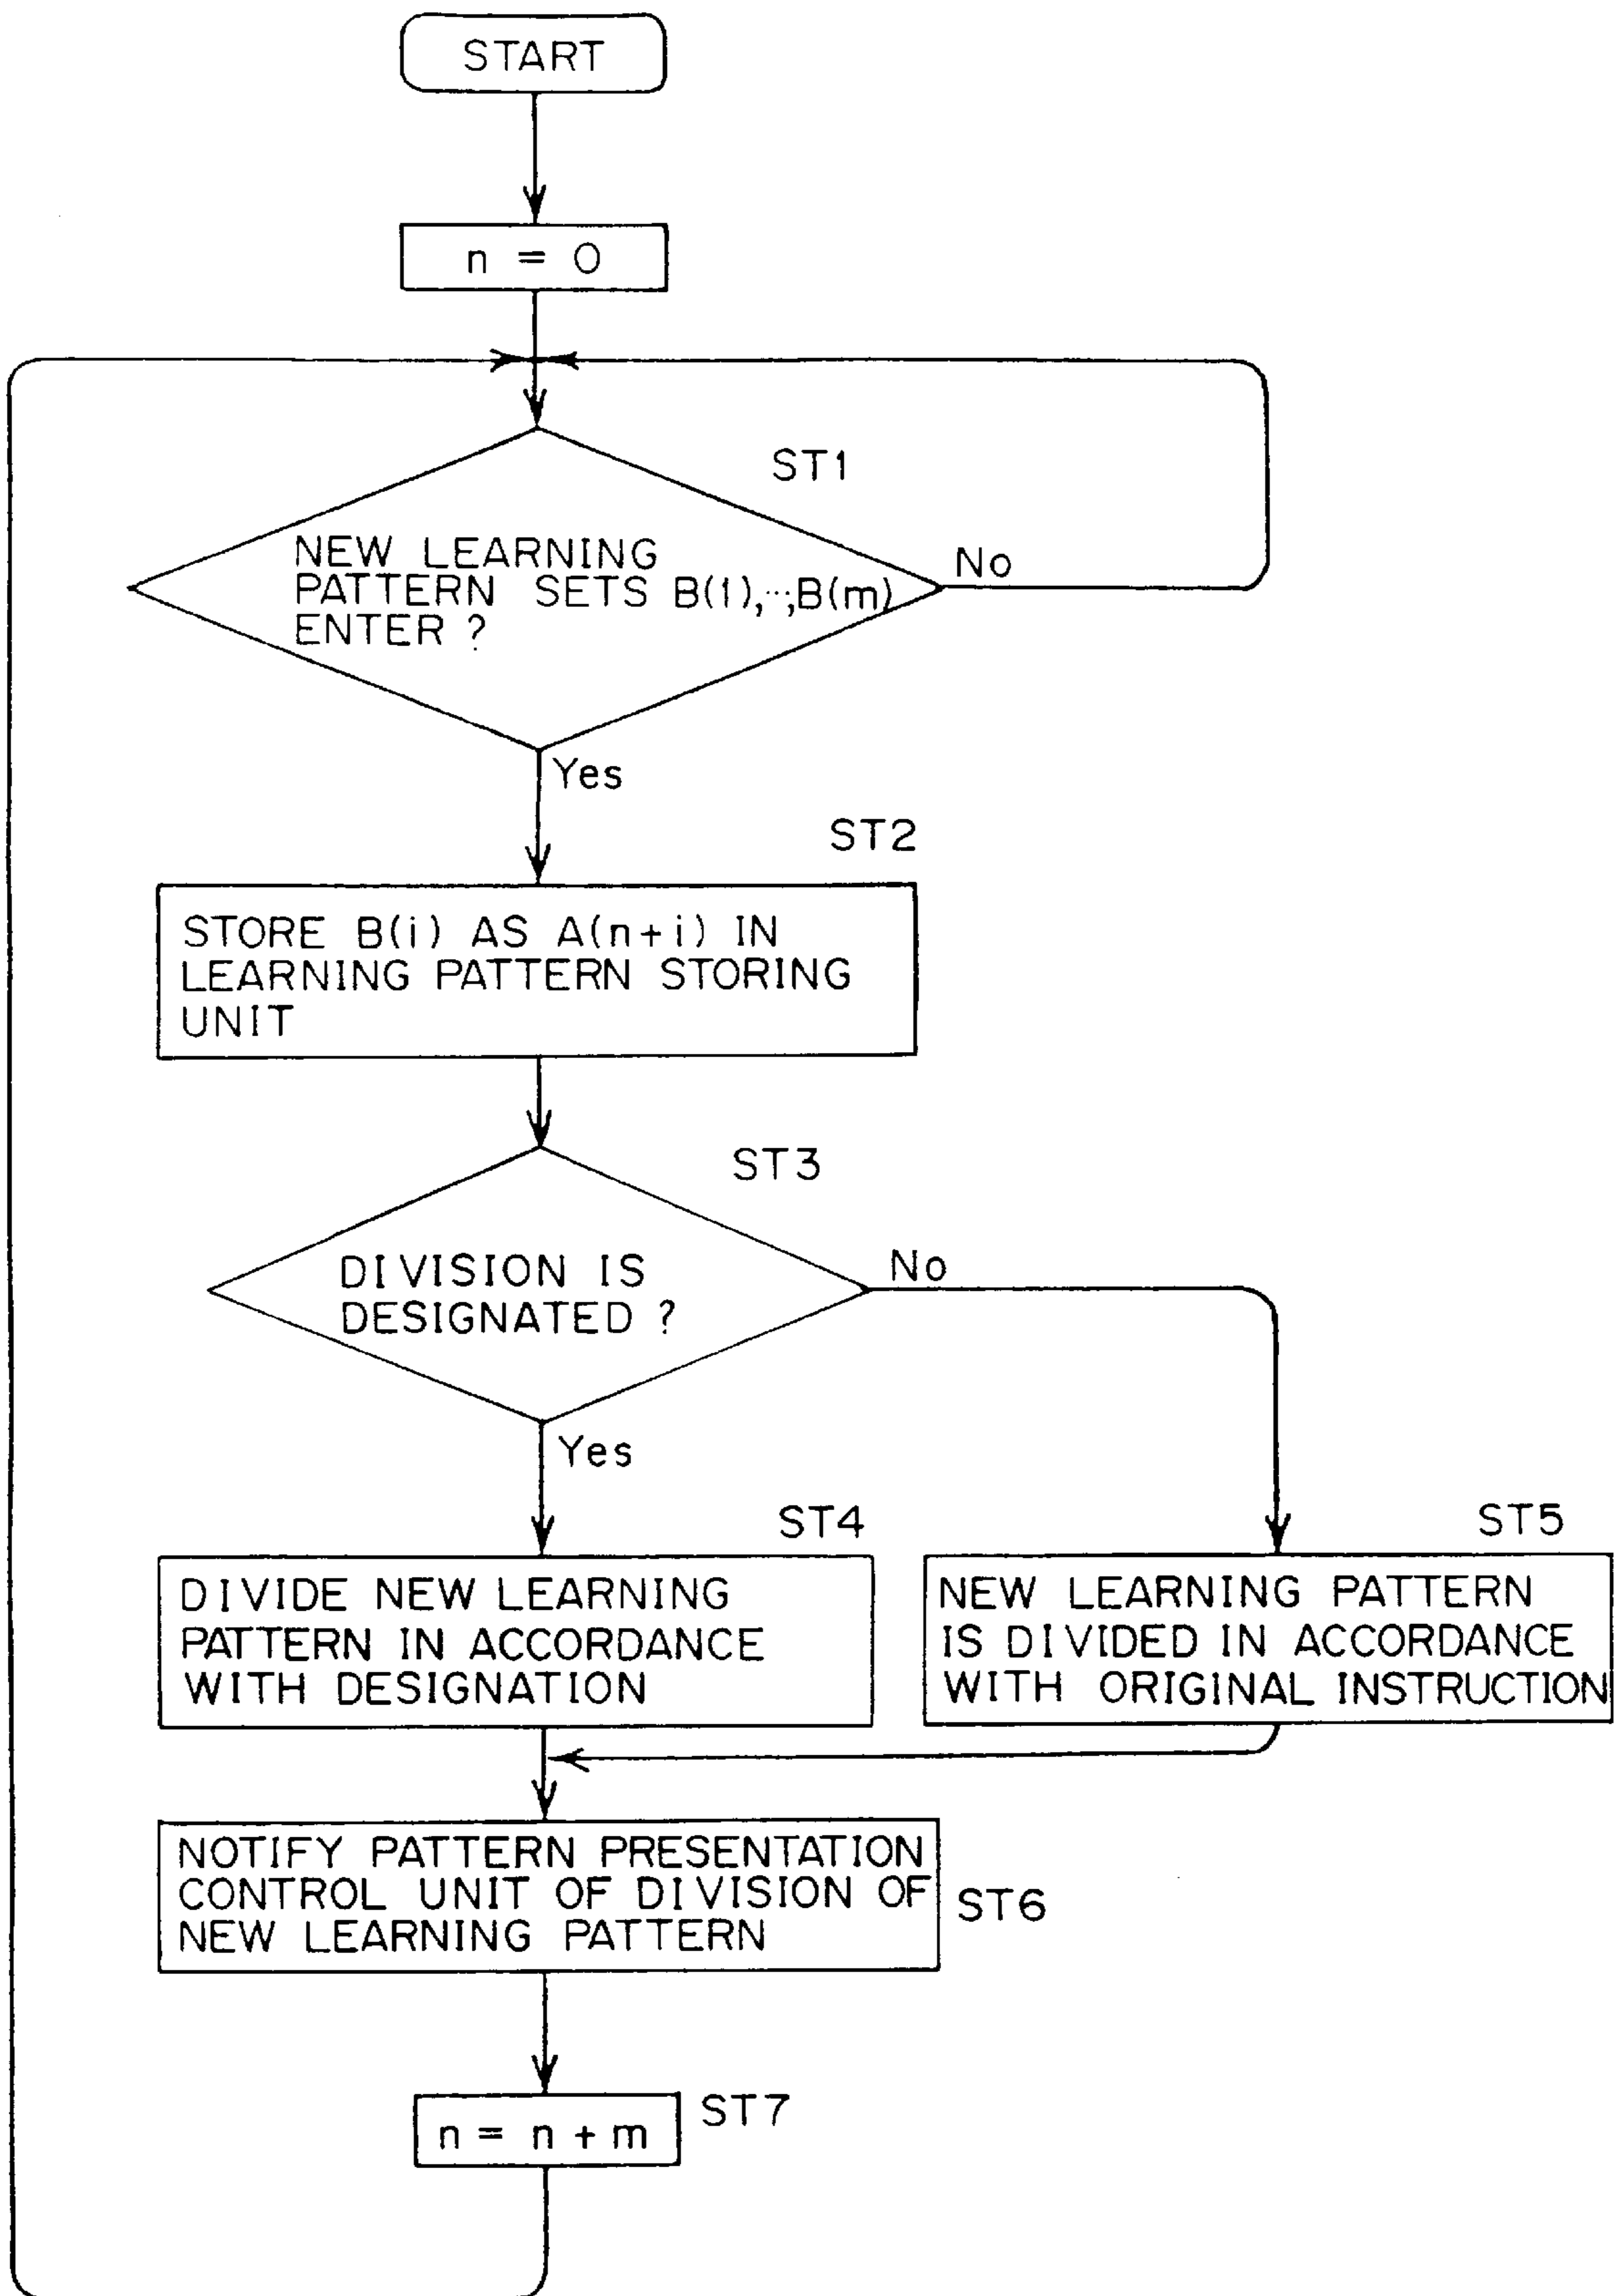 START
n = 0
ST1
NEW LEARNING
PATTERN SETS B(1),...,B(m)
ENTER ?
No
Yes
ST2
STORE B(i) AS A(n+i) IN
LEARNING PATTERN STORING
UNIT
ST3
DIVISION IS
DESIGNATED ?
No
Yes
ST4
DIVIDE NEW LEARNING
PATTERN IN ACCORDANCE
WITH DESIGNATION
ST5
NEW LEARNING PATTERN
IS DIVIDED IN ACCORDANCE
WITH ORIGINAL INSTRUCTION
NOTIFY PATTERN PRESENTATION
CONTROL UNIT OF DIVISION OF
NEW LEARNING PATTERN
ST6
ST7
n = n + m